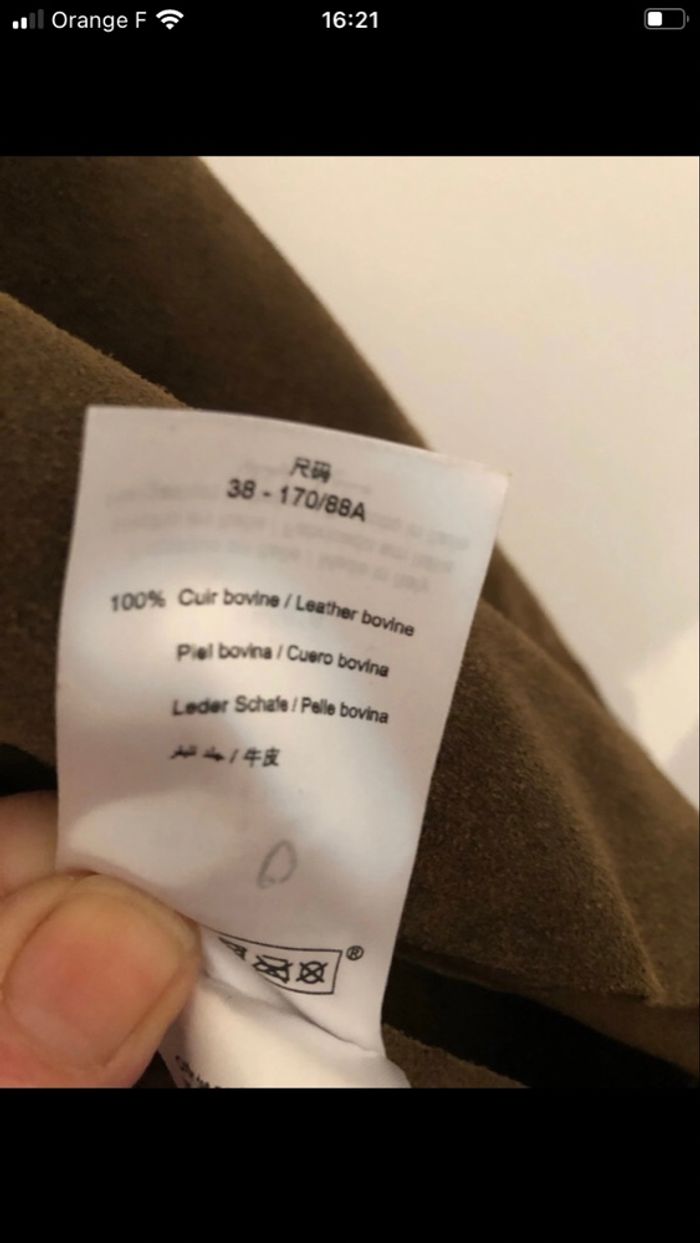 Orange F 16:21
尺码
38 - 170/88A
100% Cuir bovine / Leather bovine
Piel bovina / Cuero bovina
Leder Schafe / Pelle bovina
/ 牛皮
®